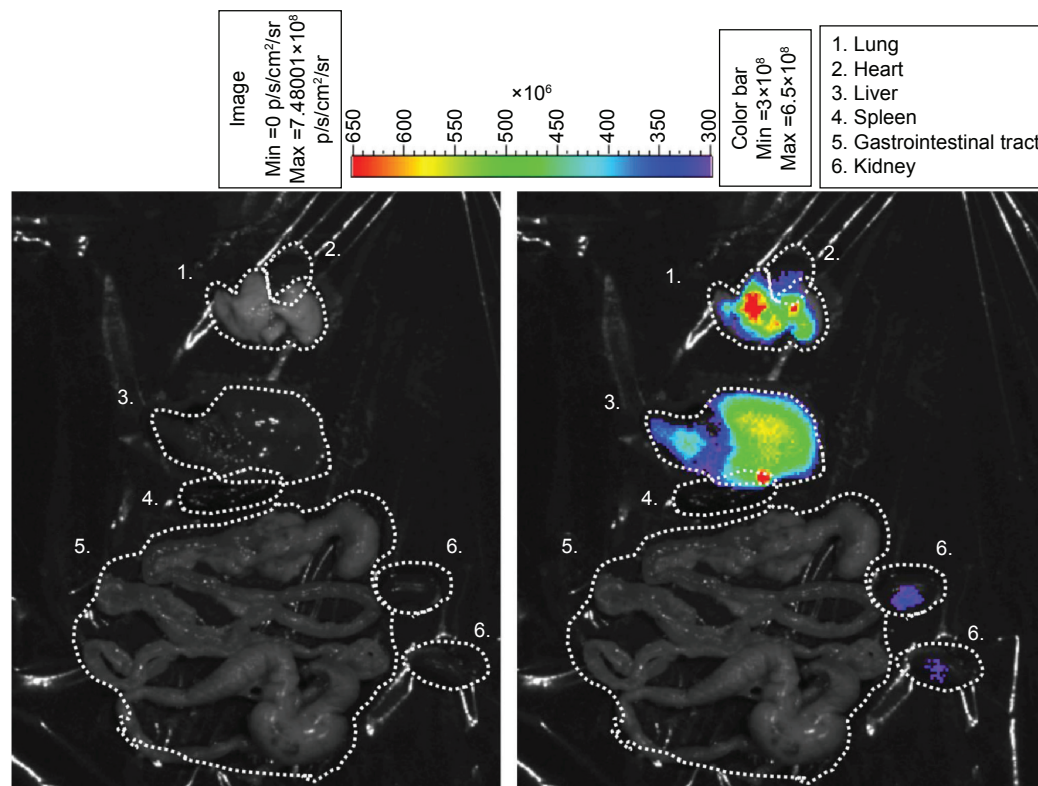 Image
Min =0 p/s/cm²/sr
Max =7.48001×10⁸
p/s/cm²/sr
×10⁶
650
600
550
500
450
400
350
300
Color bar
Min =3×10⁸
Max =6.5×10⁸
1. Lung
2. Heart
3. Liver
4. Spleen
5. Gastrointestinal tract
6. Kidney
1.
2.
3.
4.
5.
6.
6.
1.
2.
3.
4.
5.
6.
6.